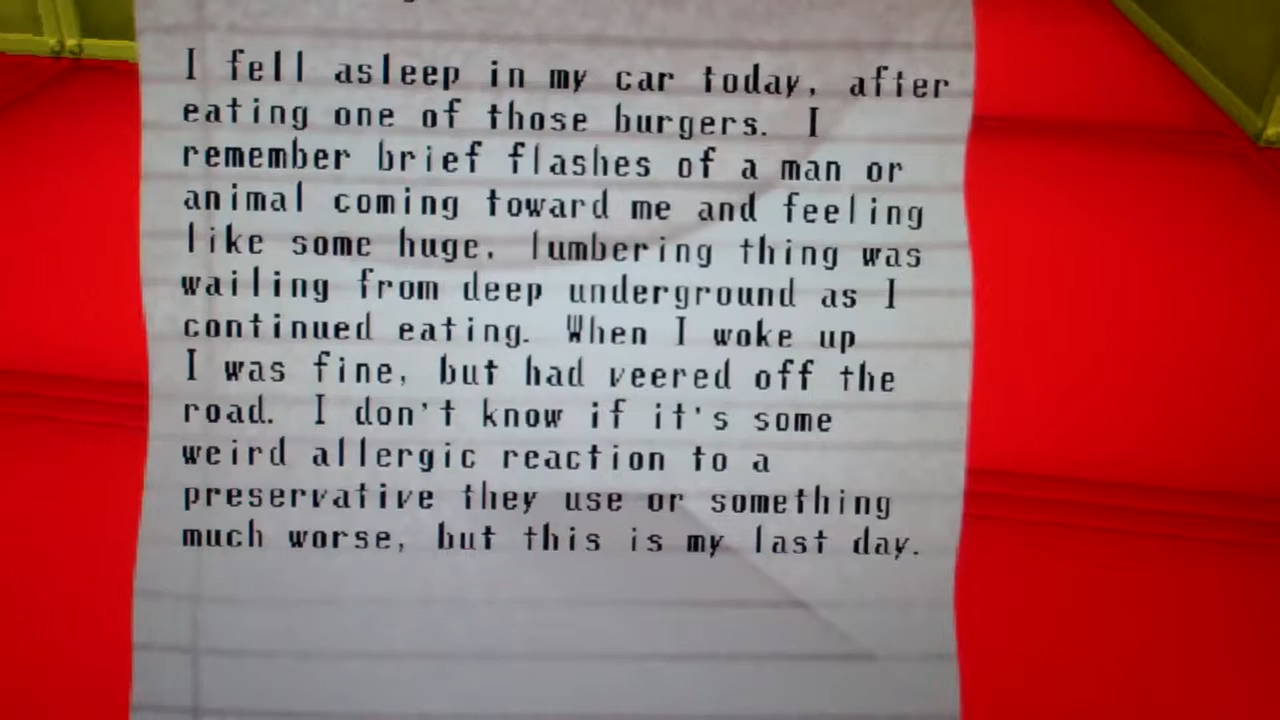 I fell asleep in my car today, after
eating one of those burgers. I
remember brief flashes of a man or
animal coming toward me and feeling
like some huge, lumbering thing was
wailing from deep underground as I
continued eating. When I woke up
I was fine, but had veered off the
road. I don't know if it's some
weird allergic reaction to a
preservative they use or something
much worse, but this is my last day.